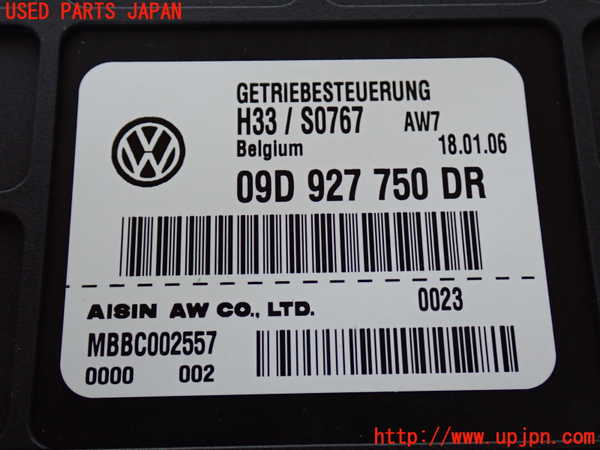 USED PARTS JAPAN
GETRIEBESTEUERUNG
H33 / S0767 AW7
Belgium 18.01.06
09D 927 750 DR
AISIN AW CO., LTD. 0023
MBBC002557
0000 002
http://www.upjpn.com/